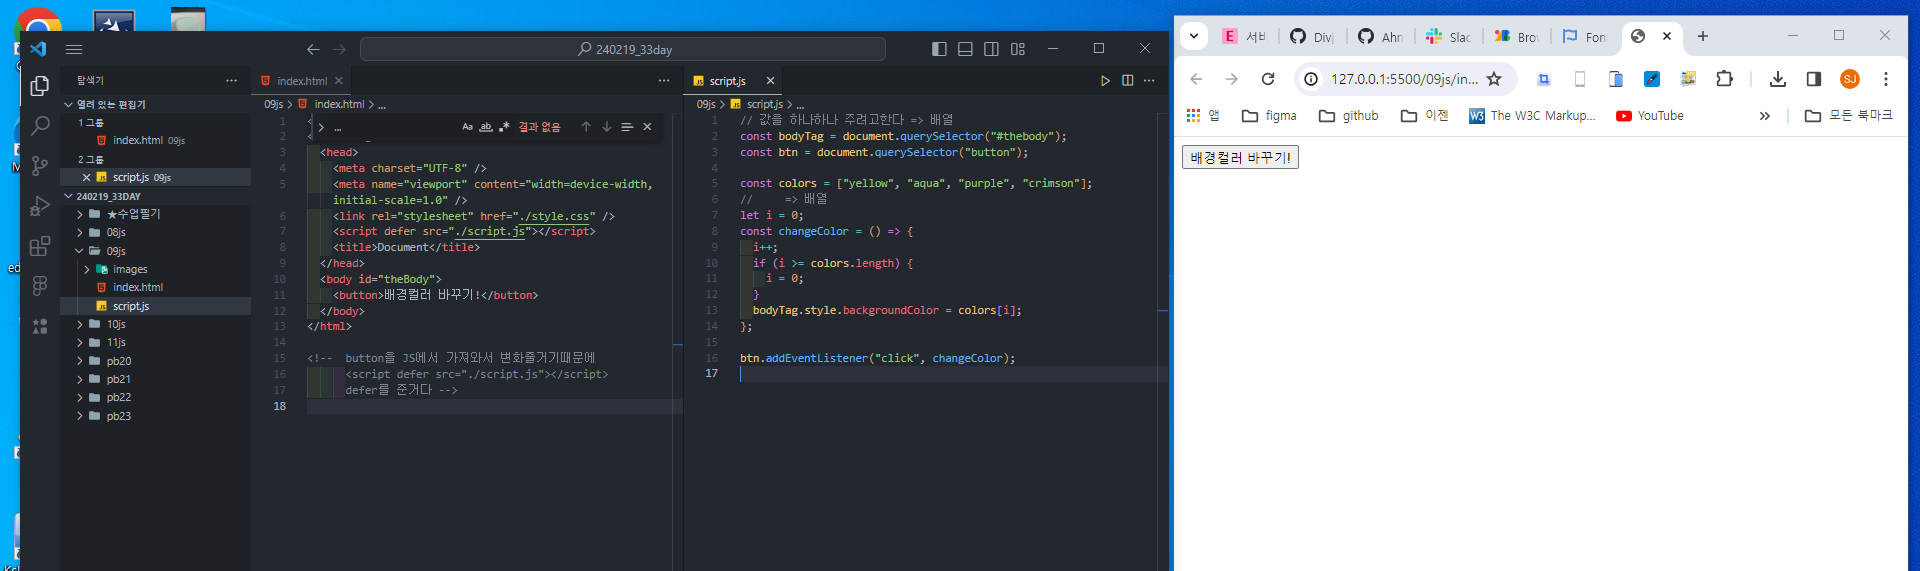 240219_33day
탐색기
열려 있는 편집기
1 그룹
index.html 09js
2 그룹
script.js 09js
240219_33DAY
★수업필기
08js
09js
images
index.html
script.js
10js
11js
pb20
pb21
pb22
pb23
index.html
09js > index.html > ...
... Aa ab .* 결과 없음
1 <
2 <
3 <head>
4 <meta charset="UTF-8" />
5 <meta name="viewport" content="width=device-width,
initial-scale=1.0" />
6 <link rel="stylesheet" href="./style.css" />
7 <script defer src="./script.js"></script>
8 <title>Document</title>
9 </head>
10 <body id="theBody">
11 <button>배경컬러 바꾸기!</button>
12 </body>
13 </html>
14
15 <!-- button을 JS에서 가져와서 변화줄거기때문에
16 <script defer src="./script.js"></script>
17 defer를 준거다 -->
18
script.js
09js > script.js > ...
1 // 값을 하나하나 주려고한다 => 배열
2 const bodyTag = document.querySelector("#thebody");
3 const btn = document.querySelector("button");
4
5 const colors = ["yellow", "aqua", "purple", "crimson"];
6 // => 배열
7 let i = 0;
8 const changeColor = () => {
9 i++;
10 if (i >= colors.length) {
11 i = 0;
12 }
13 bodyTag.style.backgroundColor = colors[i];
14 };
15
16 btn.addEventListener("click", changeColor);
17
E 서비 Divj Ahn Slac Brow Fon
127.0.0.1:5500/09js/in... SJ
앱 figma github 이젠 W3 The W3C Markup... YouTube » 모든 북마크
배경컬러 바꾸기!